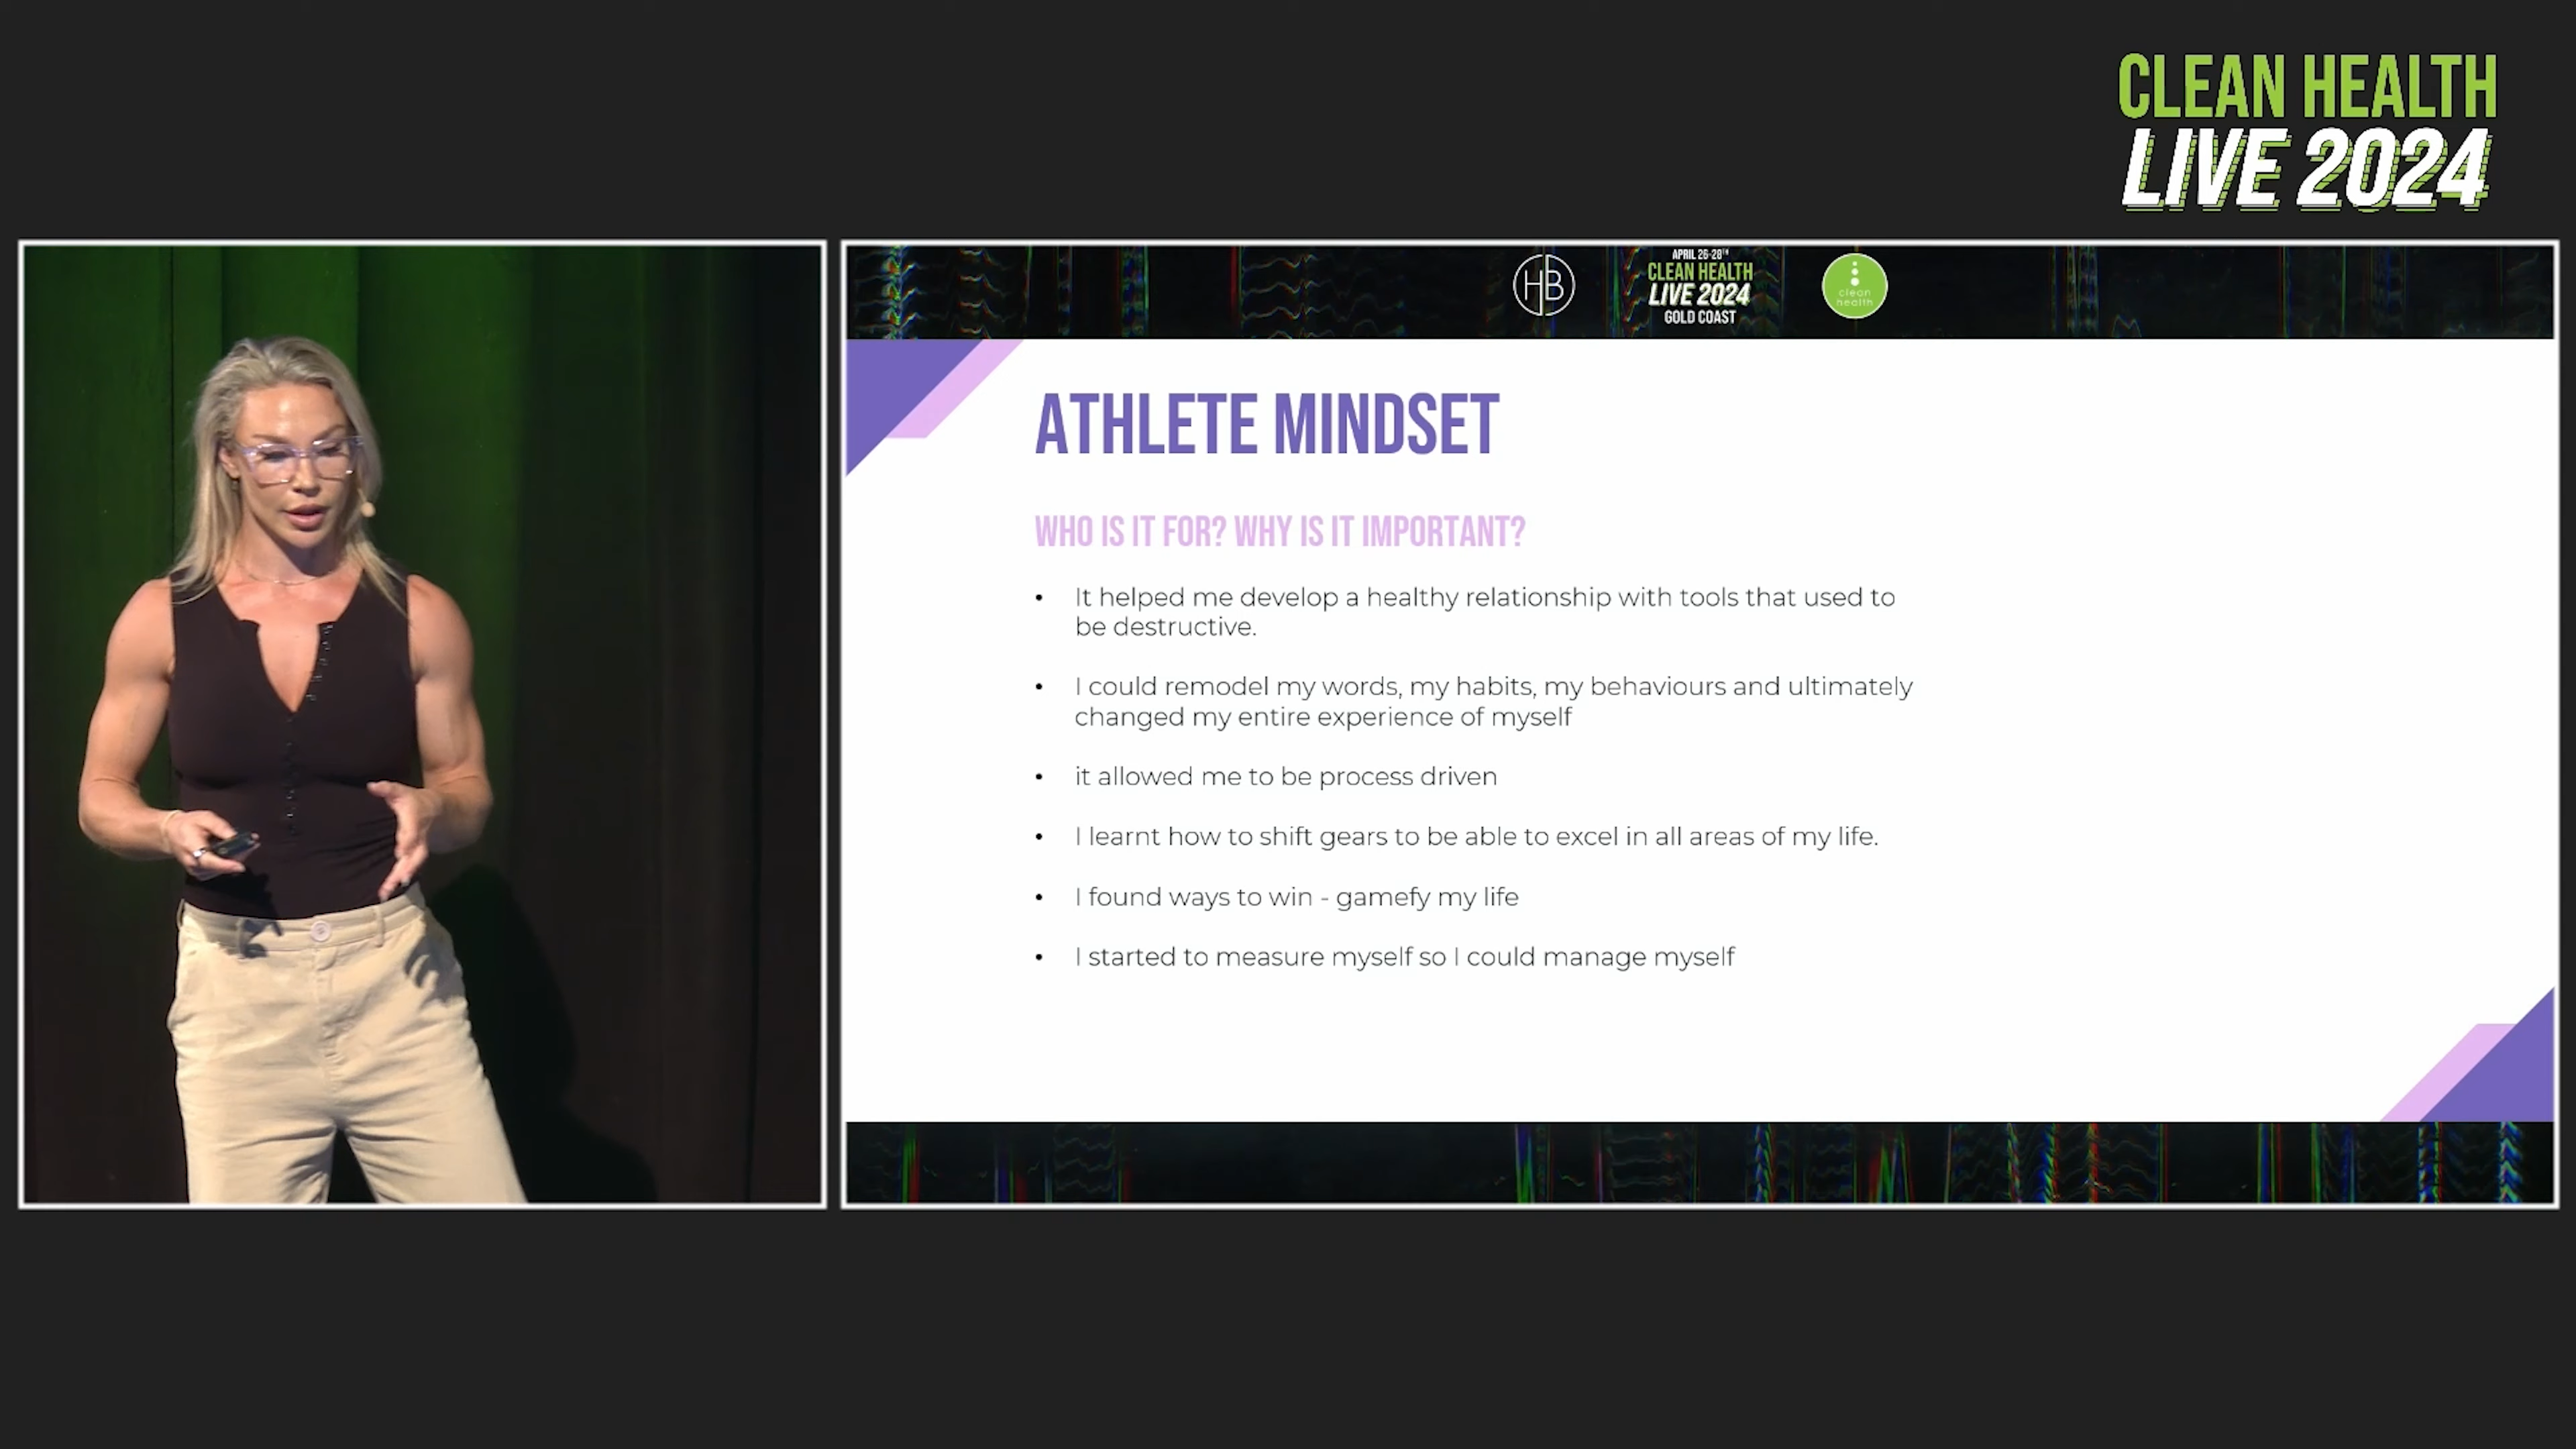 CLEAN HEALTH
LIVE 2024
HB
APRIL 26-28TH
CLEAN HEALTH
LIVE 2024
GOLD COAST
clean
health
ATHLETE MINDSET
WHO IS IT FOR? WHY IS IT IMPORTANT?
• It helped me develop a healthy relationship with tools that used to
be destructive.
• I could remodel my words, my habits, my behaviours and ultimately
changed my entire experience of myself
• it allowed me to be process driven
• I learnt how to shift gears to be able to excel in all areas of my life.
• I found ways to win - gamefy my life
• I started to measure myself so I could manage myself